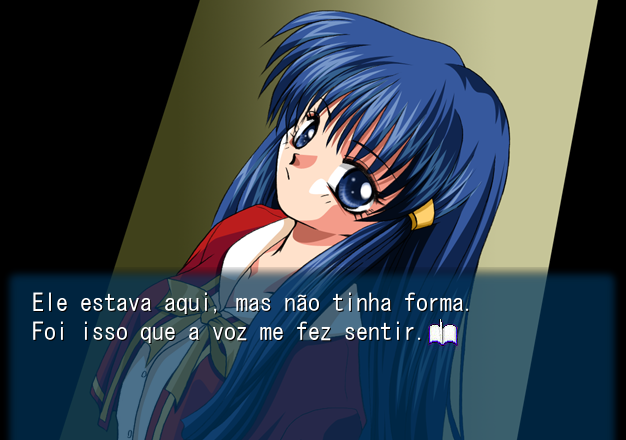 Ele estava aqui, mas não tinha forma.
Foi isso que a voz me fez sentir.